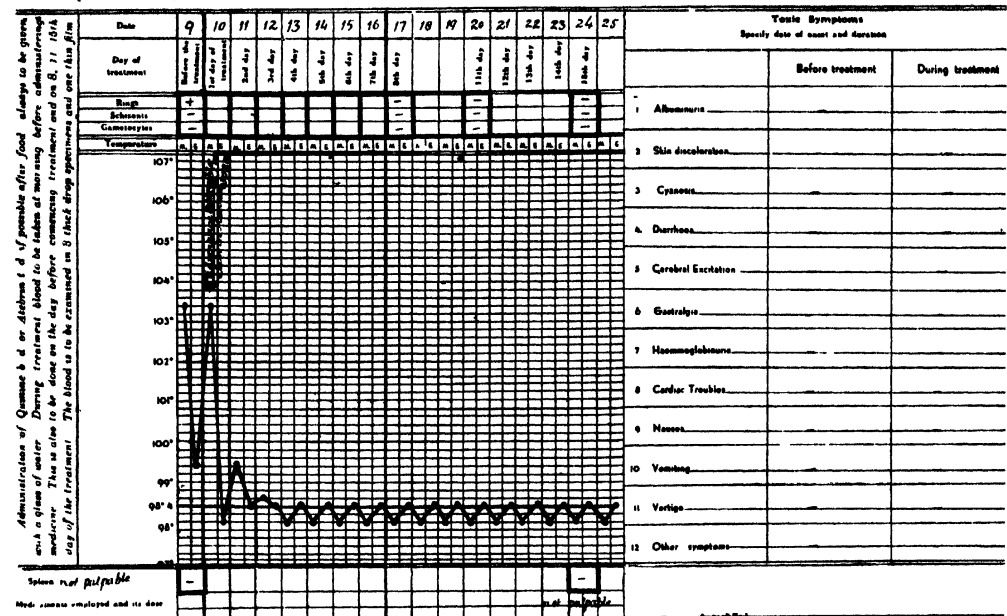 Administration of Quinine b d or Atebrin t d if possible after food always to be given
with a glass of water During treatment blood to be taken at morning before administering
medicine This is also to be done on the day before commencing treatment and on 8, 11 15th
day of the treatment The blood is to be examined in 8 thick drop specimens and one thin film
Date 9 10 11 12 13 14 15 16 17 18 19 20 21 22 23 24 25
Day of treatment Before the treatment 1st day of treatment 2nd day 3rd day 4th day 5th day 6th day 7th day 8th day 11th day 12th day 13th day 14th day 15th day
Rings + - - -
Schizonts - - - -
Gametocytes - - - -
Temperature
107°
106°
105°
104°
103°
102°
101°
100°
99°
98°4
98°
Spleen not palpable - -
not palpable
Medicaments employed and its dose
Toxic Symptoms
Specify date of onset and duration
Before treatment During treatment
1 Albuminuria
2 Skin discoloration
3 Cyanosis
4 Diarrhoea
5 Cerebral Excitation
6 Gastralgia
7 Haemmoglobinuria
8 Cardiac Troubles
9 Nausea
10 Vomiting
11 Vertigo
12 Other symptoms